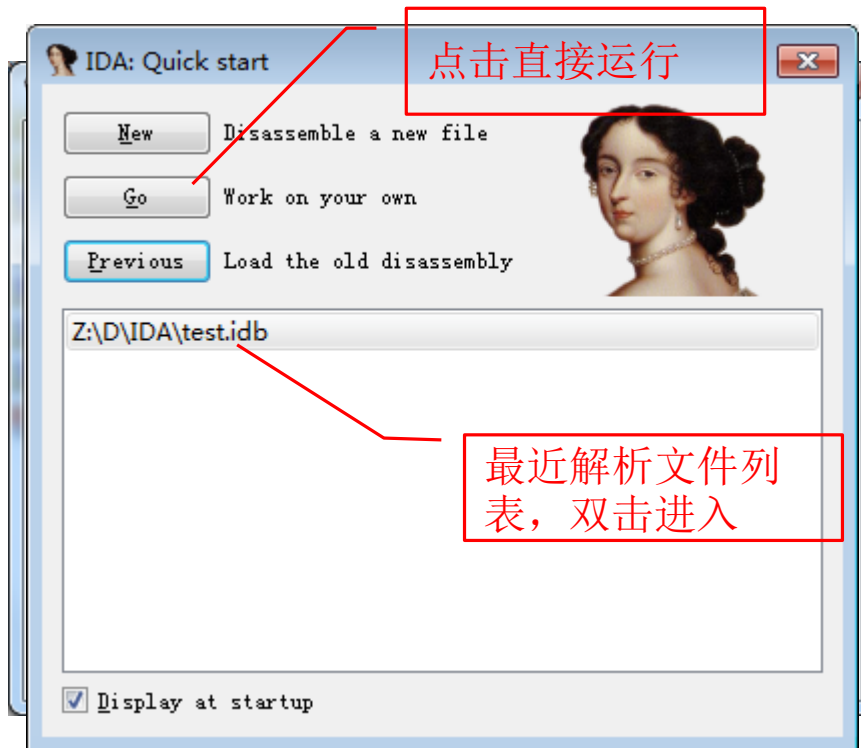 IDA: Quick start
点击直接运行
New
Disassemble a new file
Go
Work on your own
Previous
Load the old disassembly
Z:\D\IDA\test.idb
最近解析文件列
表，双击进入
Display at startup